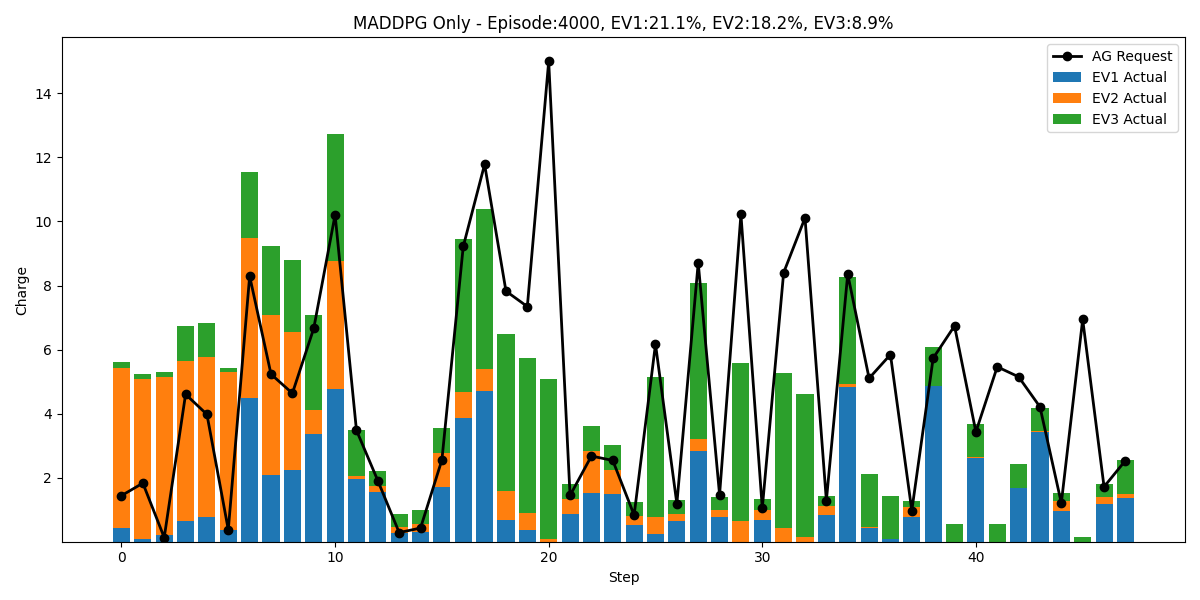 MADDPG Only - Episode:4000, EV1:21.1%, EV2:18.2%, EV3:8.9%
AG Request
EV1 Actual
EV2 Actual
EV3 Actual
Charge
14
12
10
8
6
4
2
0
10
20
30
40
Step